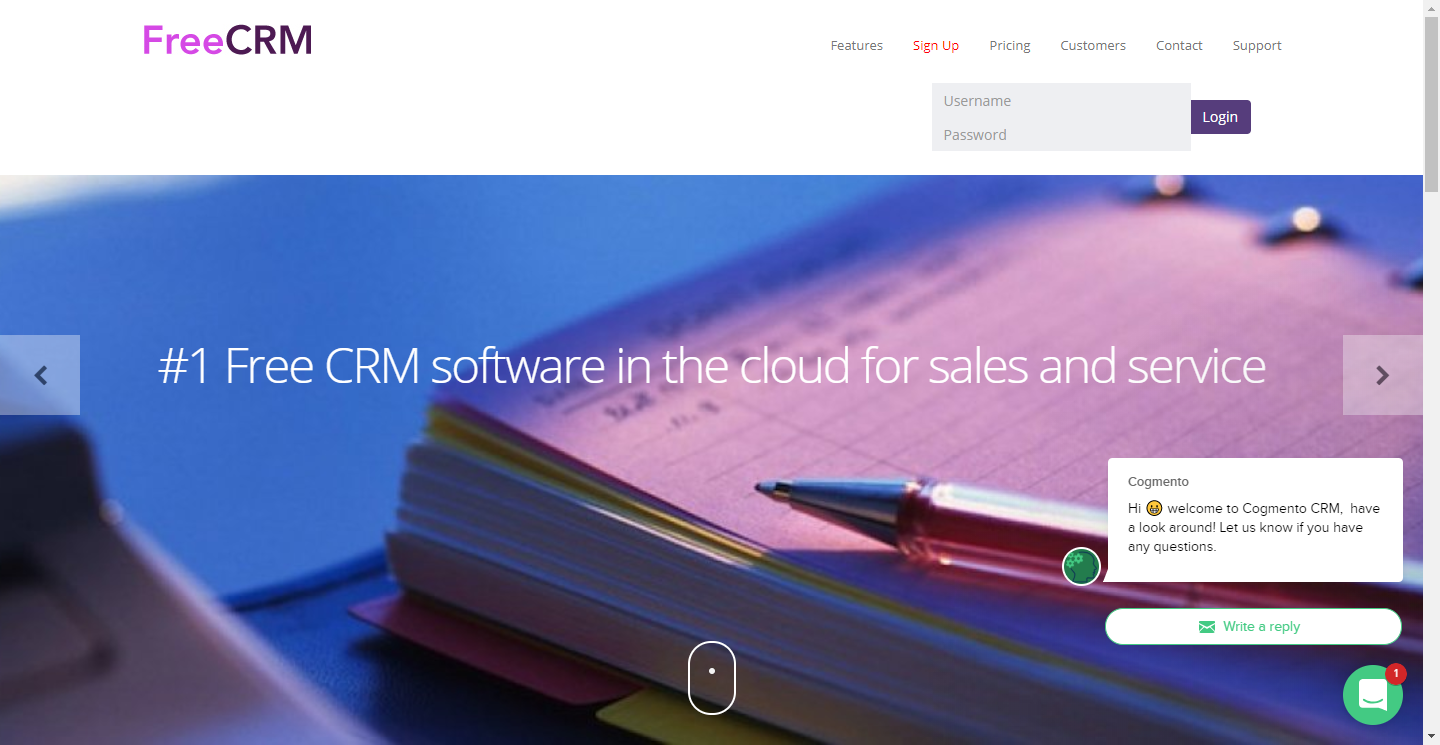 FreeCRM
Features Sign Up Pricing Customers Contact Support
Username
Password
Login
#1 Free CRM software in the cloud for sales and service
Cogmento
Hi 😀 welcome to Cogmento CRM, have
a look around! Let us know if you have
any questions.
Write a reply
1